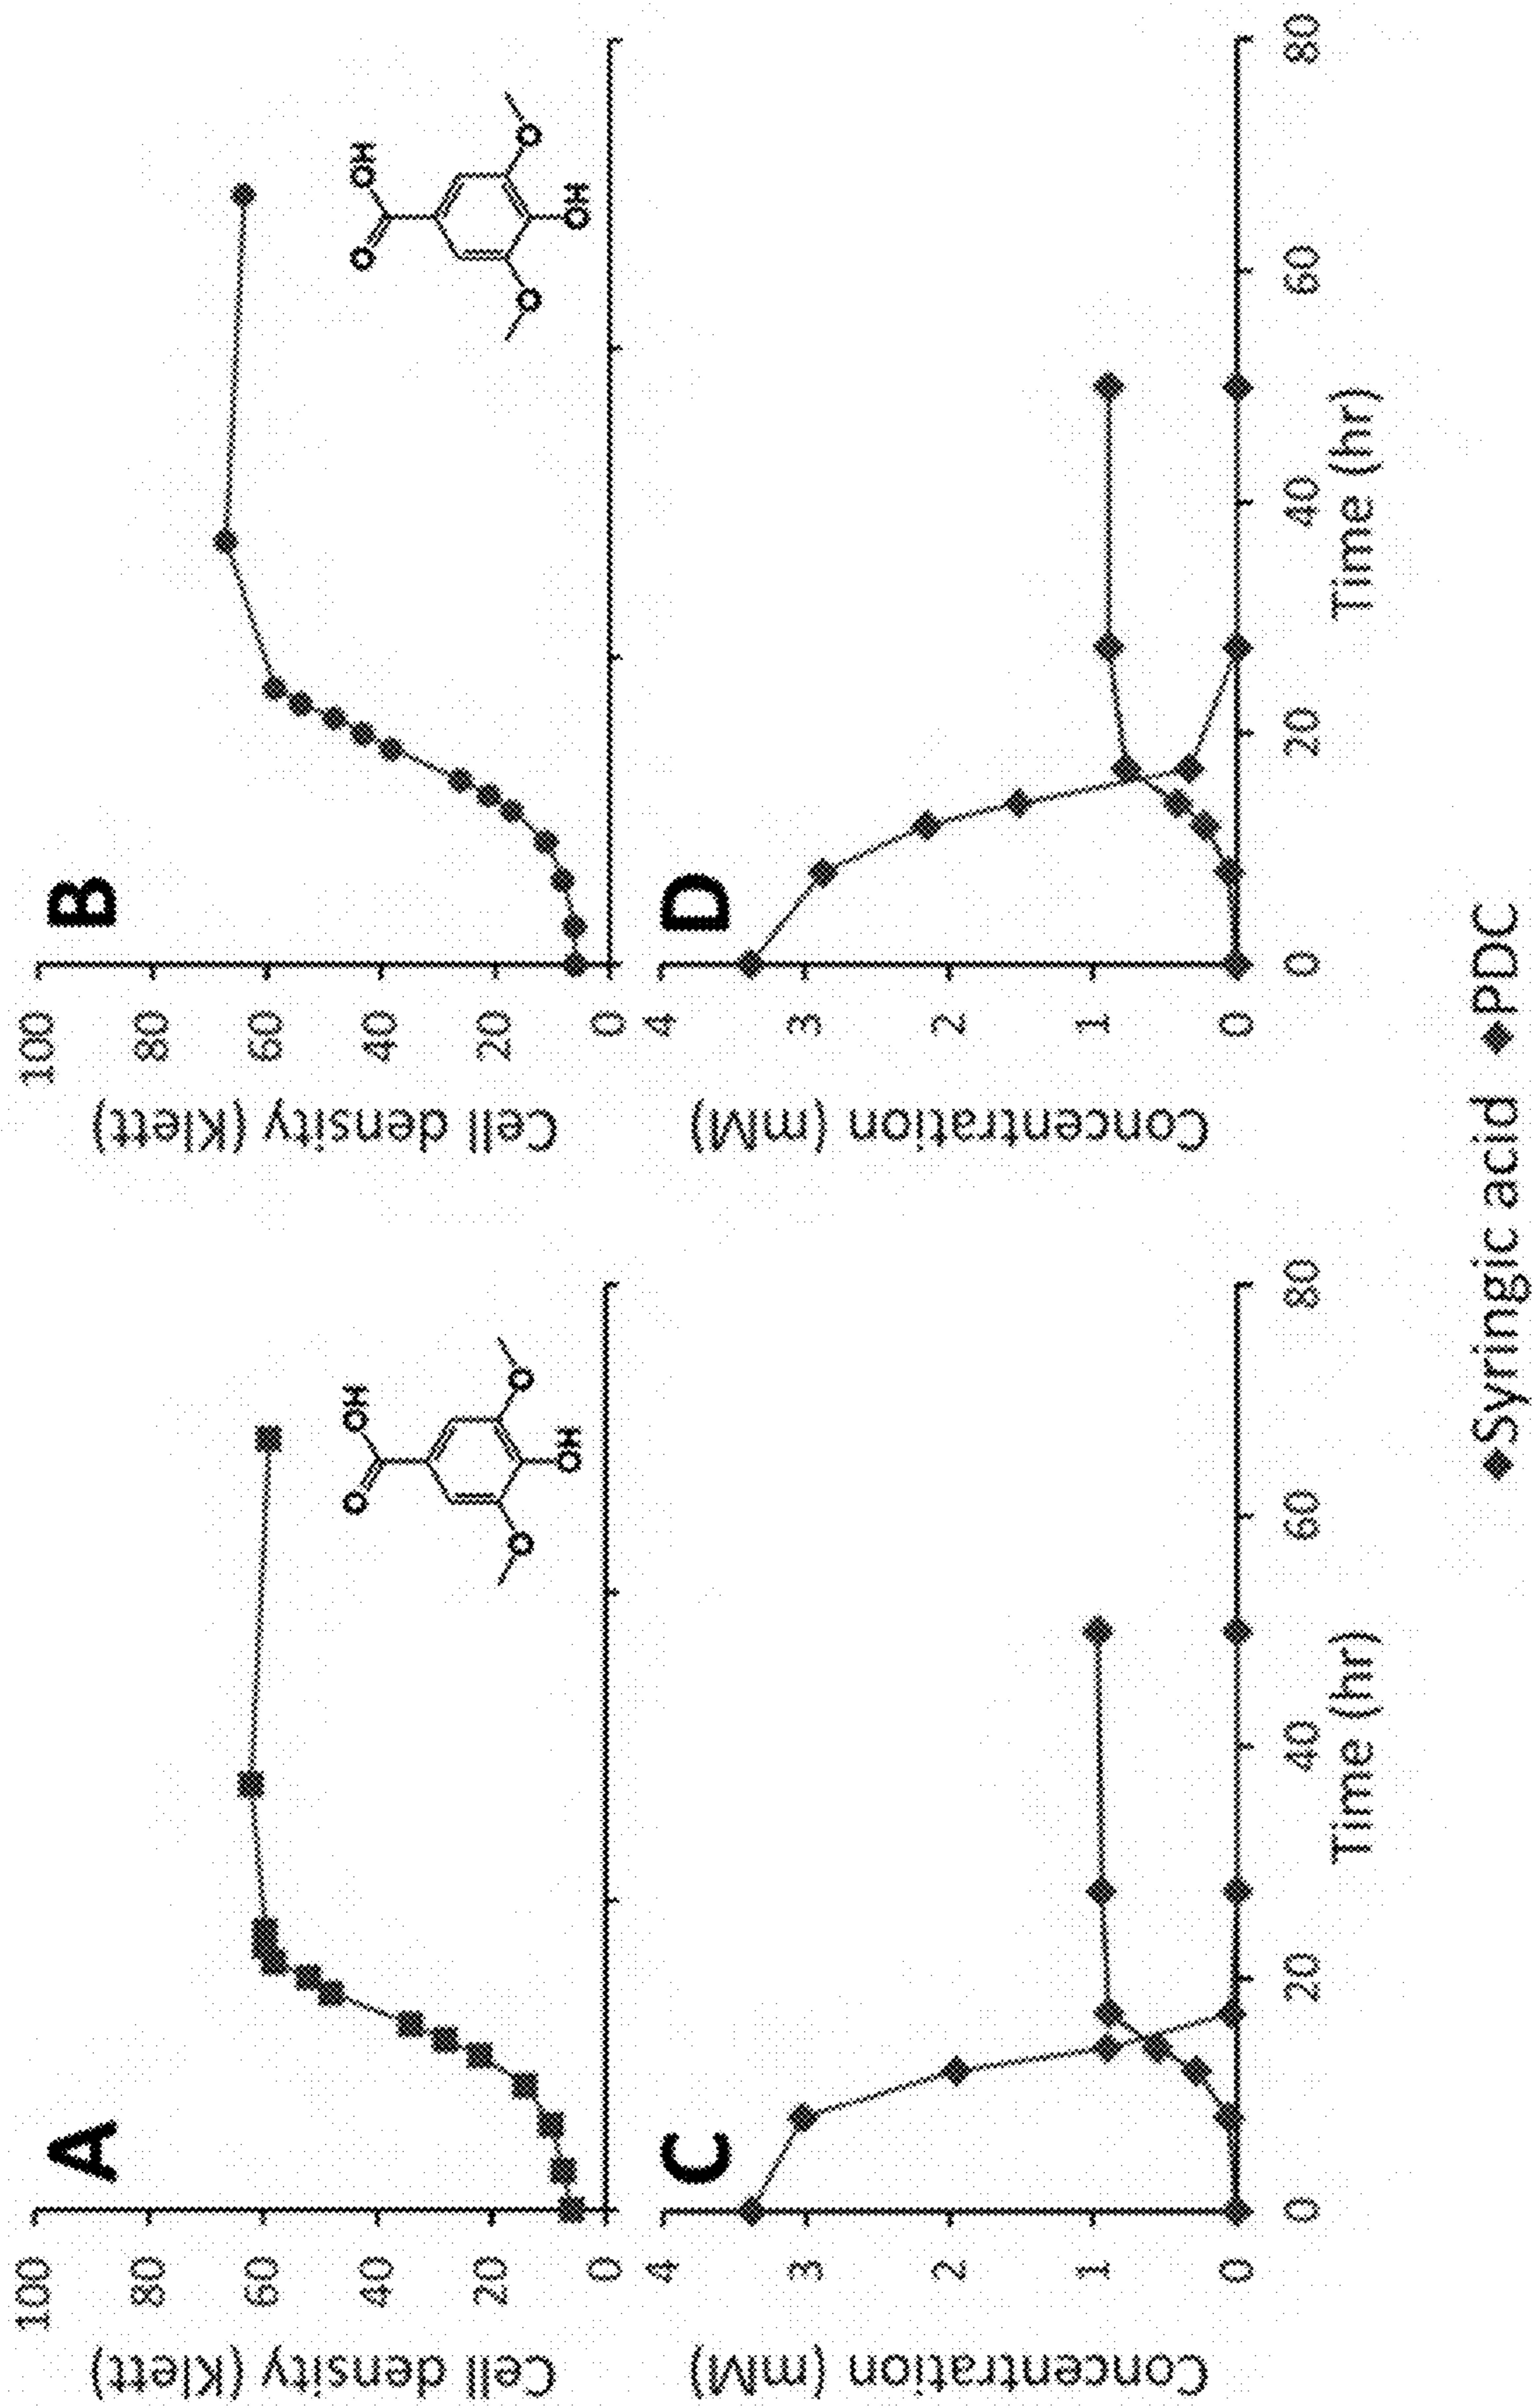 A
Cell density (Klett)
100
80
60
40
20
0
O
OH
O
O
OH
B
Cell density (Klett)
100
80
60
40
20
0
O
OH
O
O
OH
C
Concentration (mM)
4
3
2
1
0
0
20
40
60
80
Time (hr)
D
Concentration (mM)
4
3
2
1
0
0
20
40
60
80
Time (hr)
◆Syringic acid ◆PDC